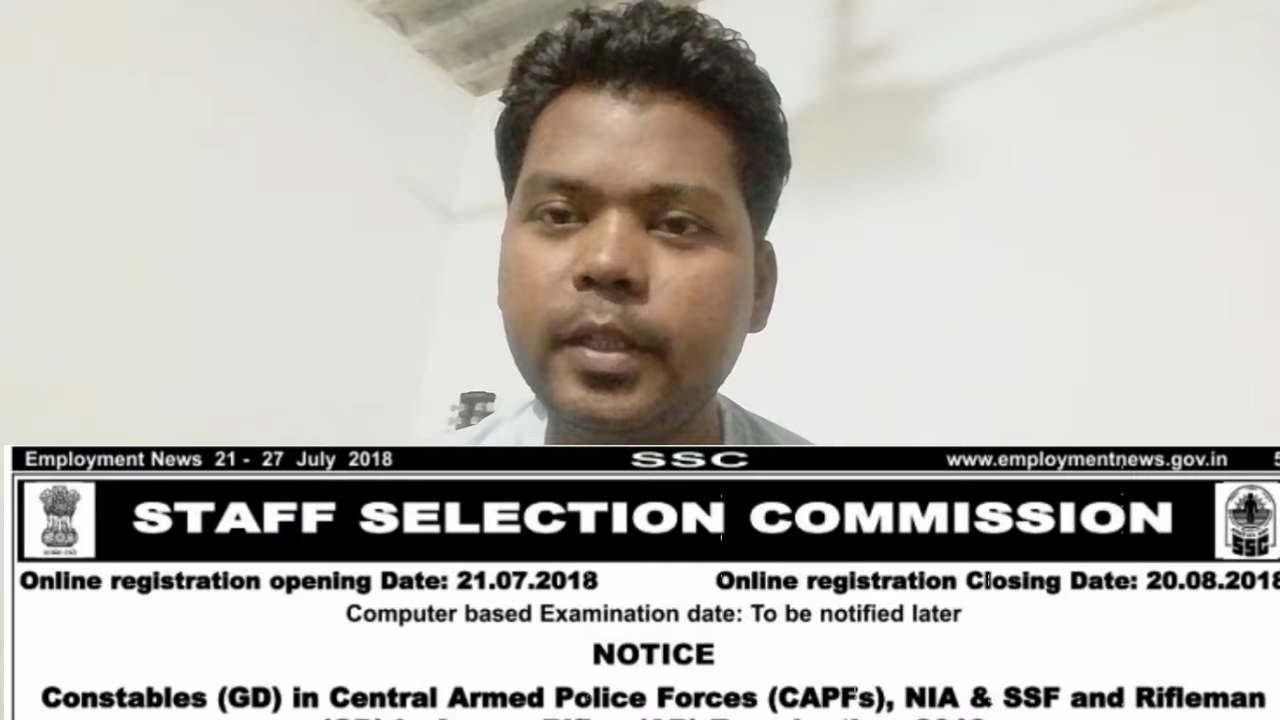 Employment News 21 - 27 July 2018 SSC www.employmentnews.gov.in
STAFF SELECTION COMMISSION
SSC
Online registration opening Date: 21.07.2018 Online registration Closing Date: 20.08.2018
Computer based Examination date: To be notified later
NOTICE
Constables (GD) in Central Armed Police Forces (CAPFs), NIA & SSF and Rifleman